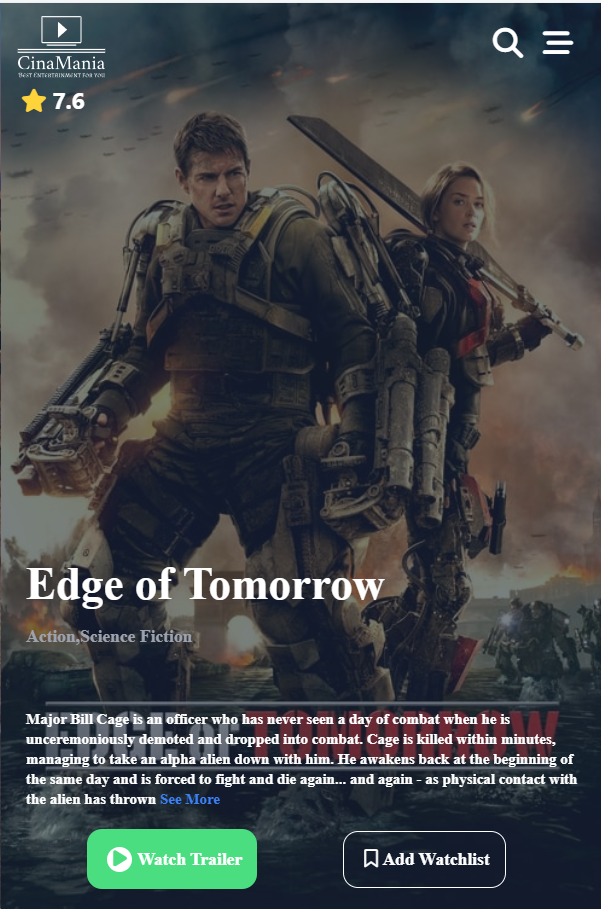 CinaMania
BEST ENTERTAINMENT FOR YOU
7.6
Edge of Tomorrow
Action,Science Fiction
Major Bill Cage is an officer who has never seen a day of combat when he is
unceremoniously demoted and dropped into combat. Cage is killed within minutes,
managing to take an alpha alien down with him. He awakens back at the beginning of
the same day and is forced to fight and die again... and again - as physical contact with
the alien has thrown See More
EDGE OF TOMORROW
Watch Trailer
Add Watchlist